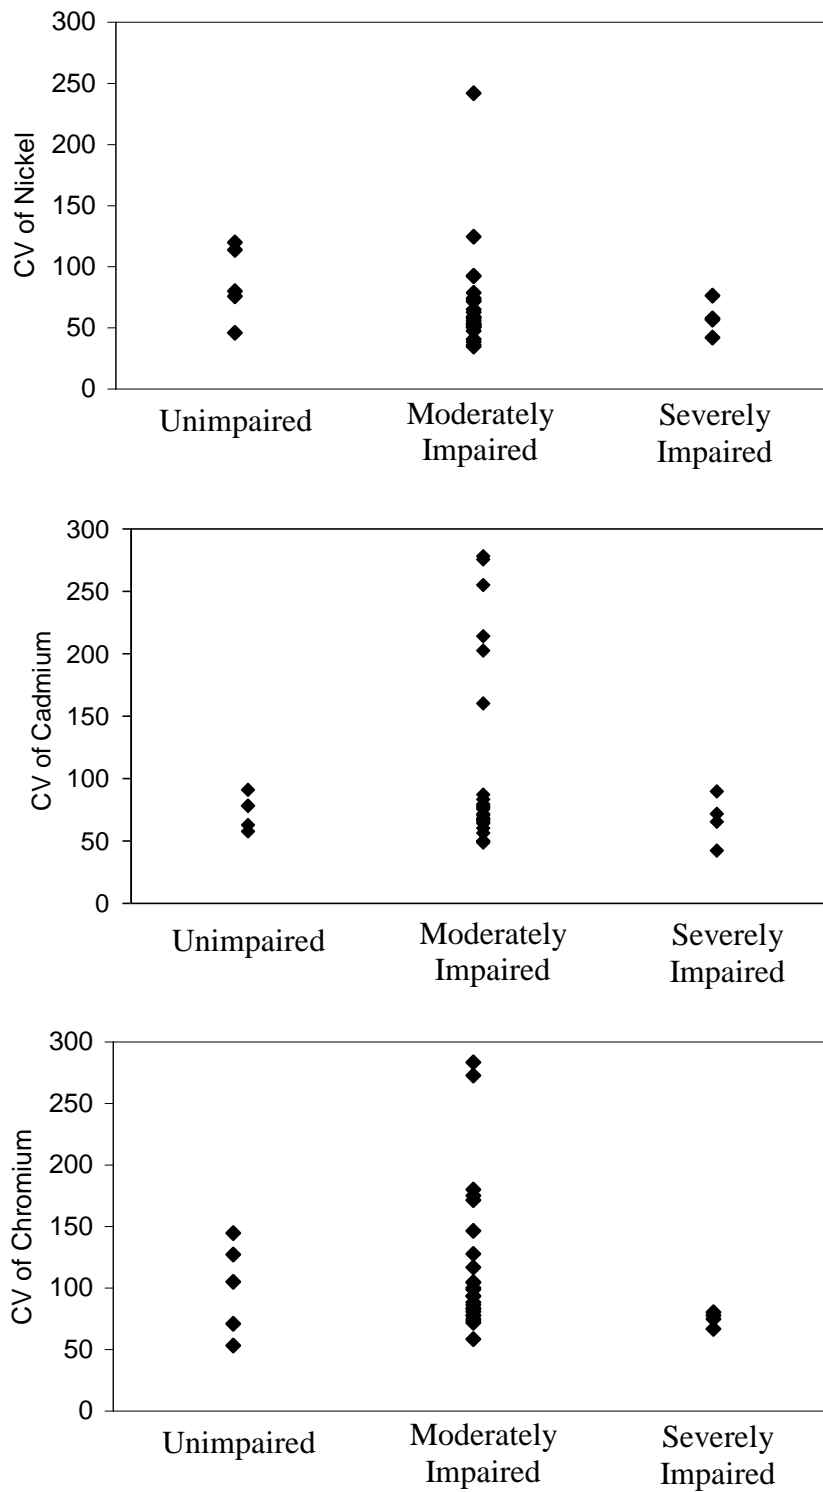 300
250
200
150
100
50
0
CV of Nickel
Unimpaired
Moderately
Impaired
Severely
Impaired
300
250
200
150
100
50
0
CV of Cadmium
Unimpaired
Moderately
Impaired
Severely
Impaired
300
250
200
150
100
50
0
CV of Chromium
Unimpaired
Moderately
Impaired
Severely
Impaired